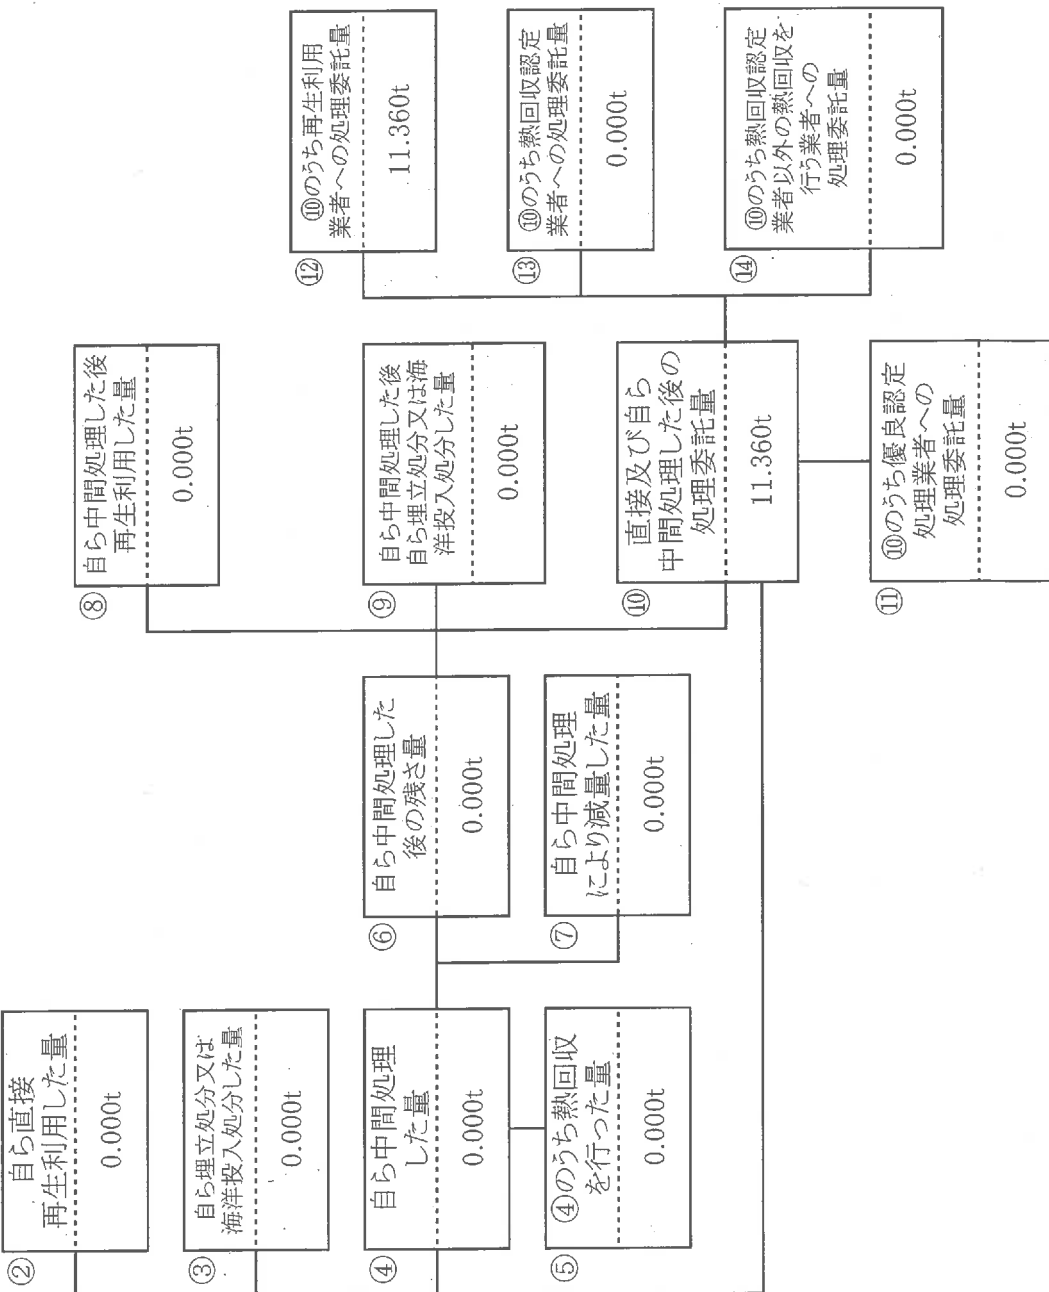 ②
自ら直接
再生利用した量
0.000t
③
自ら埋立処分又は
海洋投入処分した量
0.000t
④
自ら中間処理
した量
0.000t
⑤
④のうち熱回収
を行った量
0.000t
⑥
自ら中間処理した
後の残さ量
0.000t
⑦
自ら中間処理
により減量した量
0.000t
⑧
自ら中間処理した後
再生利用した量
0.000t
⑨
自ら中間処理した後
自ら埋立処分又は海
洋投入処分した量
0.000t
⑩
直接及び自ら
中間処理した後の
処理委託量
11.360t
⑪
⑩のうち優良認定
処理業者への
処理委託量
0.000t
⑫
⑩のうち再生利用
業者への処理委託量
11.360t
⑬
⑩のうち熱回収認定
業者への処理委託量
0.000t
⑭
⑩のうち熱回収認定
業者以外の熱回収を
行う業者への
処理委託量
0.000t